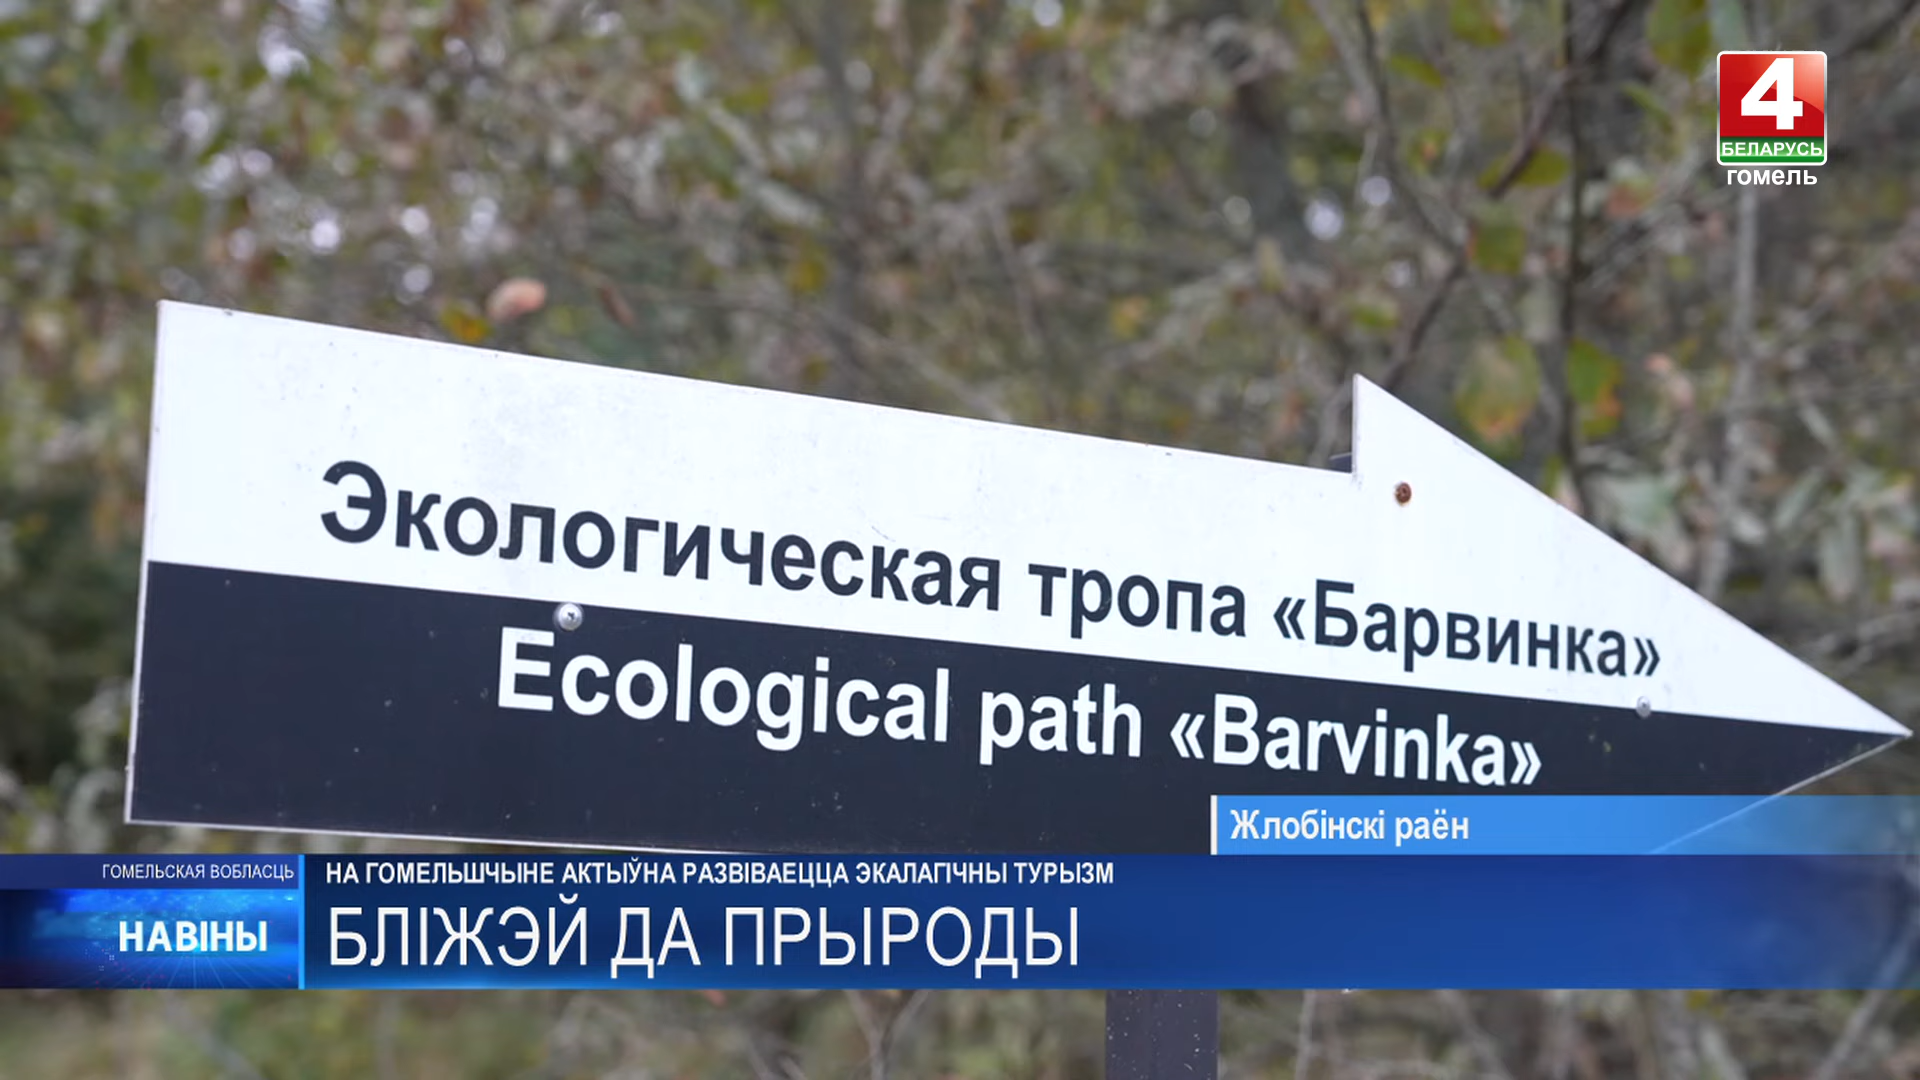 4
БЕЛАРУСЬ
гомель
Экологическая тропа «Барвинка»
Ecological path «Barvinka»
Жлобінскі раён
ГОМЕЛЬСКАЯ ВОБЛАСЦЬ
НАВІНЫ
НА ГОМЕЛЬШЧЫНЕ АКТЫЎНА РАЗВІВАЕЦЦА ЭКАЛАГІЧНЫ ТУРЫЗМ
БЛІЖЭЙ ДА ПРЫРОДЫ